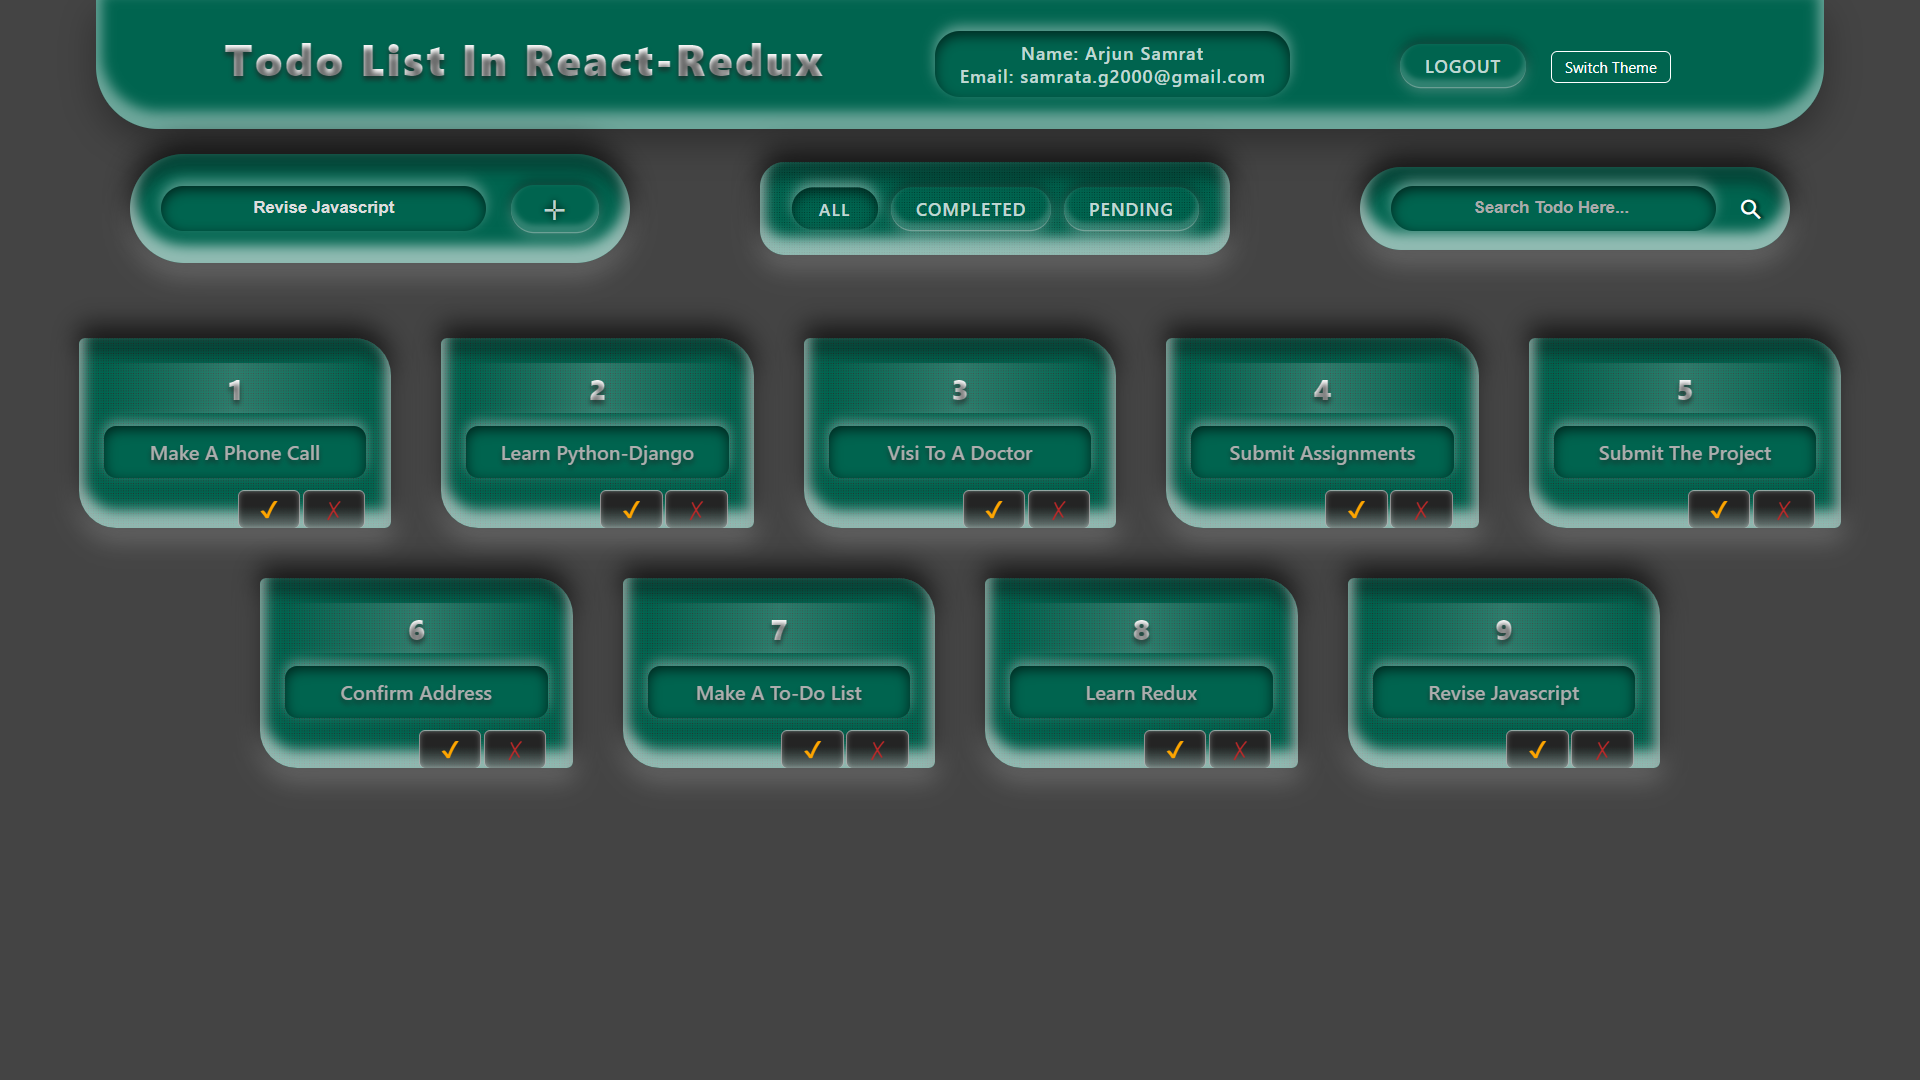 Todo List In React-Redux
Name: Arjun Samrat
Email: samrata.g2000@gmail.com
LOGOUT
Switch Theme
Revise Javascript
ALL
COMPLETED
PENDING
Search Todo Here...
1
Make A Phone Call
✓ X
2
Learn Python-Django
✓ X
3
Visi To A Doctor
✓ X
4
Submit Assignments
✓ X
5
Submit The Project
✓ X
6
Confirm Address
✓ X
7
Make A To-Do List
✓ X
8
Learn Redux
✓ X
9
Revise Javascript
✓ X